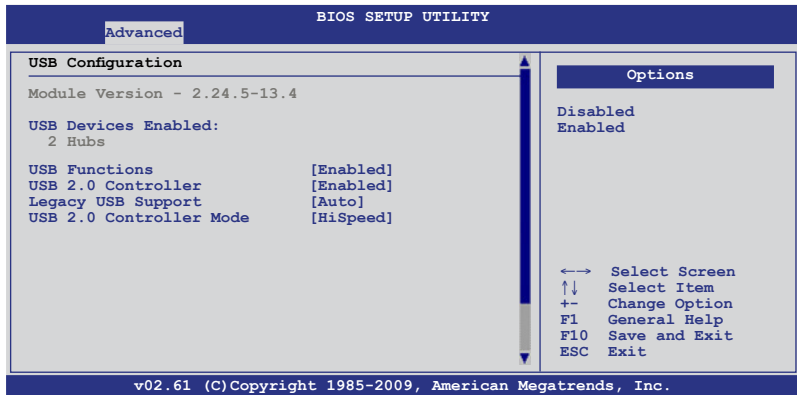 BIOS SETUP UTILITY
Advanced
USB Configuration
Module Version - 2.24.5-13.4
USB Devices Enabled:
2 Hubs
USB Functions [Enabled]
USB 2.0 Controller [Enabled]
Legacy USB Support [Auto]
USB 2.0 Controller Mode [HiSpeed]
Options
Disabled
Enabled
←→ Select Screen
↑↓ Select Item
+- Change Option
F1 General Help
F10 Save and Exit
ESC Exit
v02.61 (C)Copyright 1985-2009, American Megatrends, Inc.